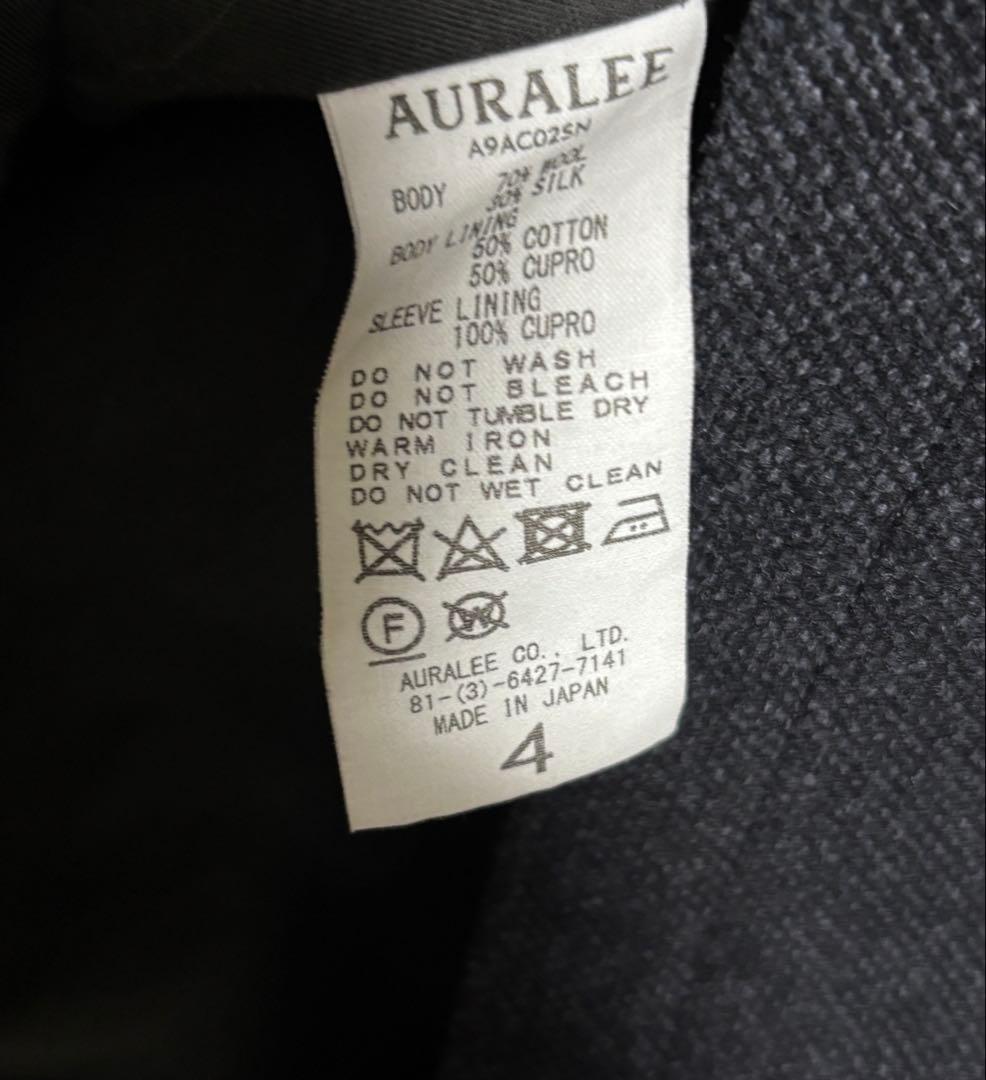 AURALEE
A9AC02SN
BODY 70% WOOL
30% SILK
BODY LINING
50% COTTON
50% CUPRO
SLEEVE LINING
100% CUPRO
DO NOT WASH
DO NOT BLEACH
DO NOT TUMBLE DRY
WARM IRON
DRY CLEAN
DO NOT WET CLEAN
F W
AURALEE CO., LTD.
81-(3)-6427-7141
MADE IN JAPAN
4